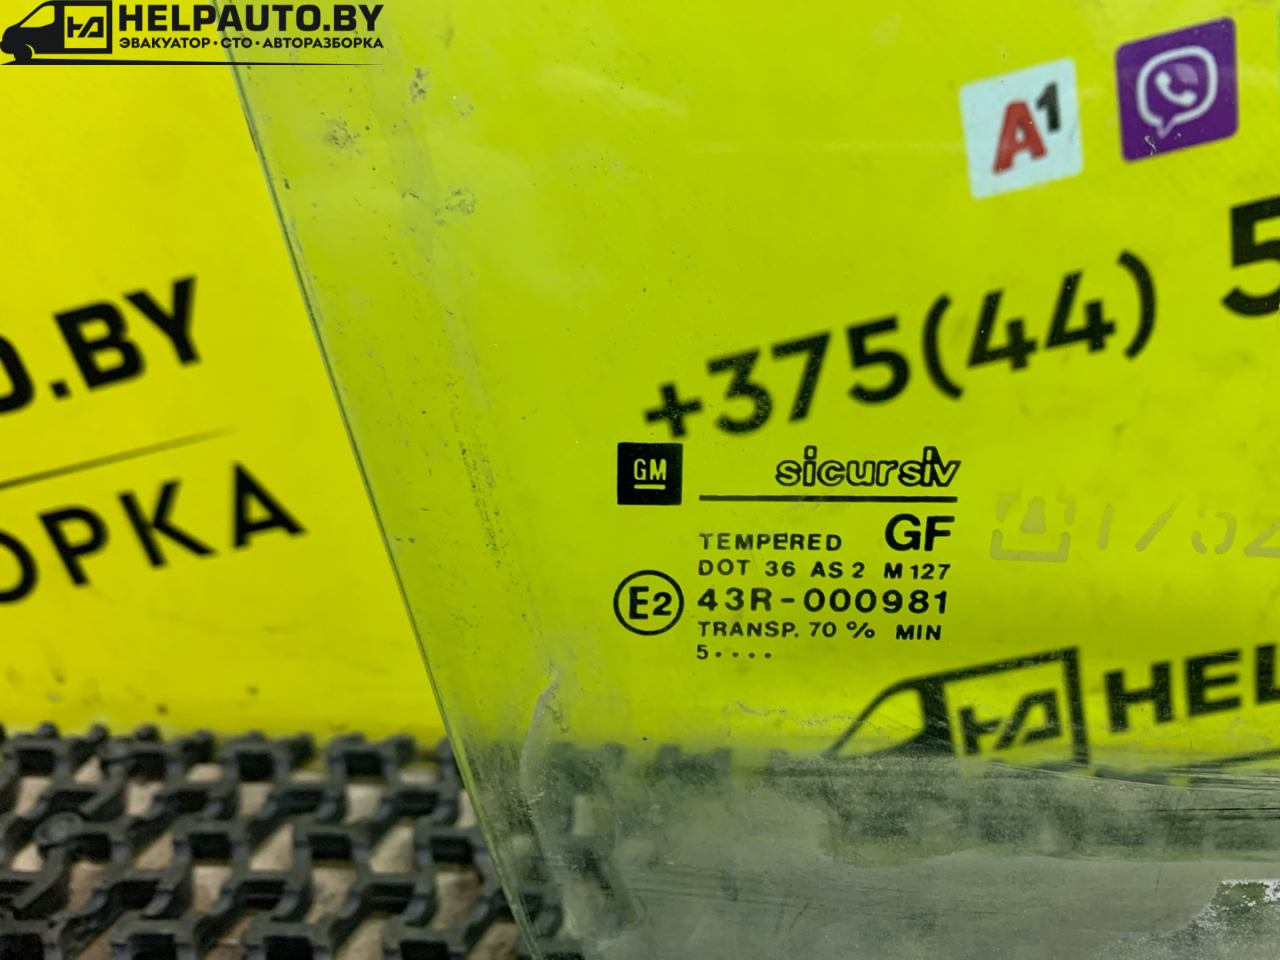 HELPAUTO.BY
ЭВАКУАТОР • СТО • АВТОРАЗБОРКА
A1
+375(44) 5
.BY
ОРКА
GM
sicursiv
TEMPERED GF
DOT 36 AS 2 M 127
E2 43R-000981
TRANSP. 70 % MIN
5····
HEL